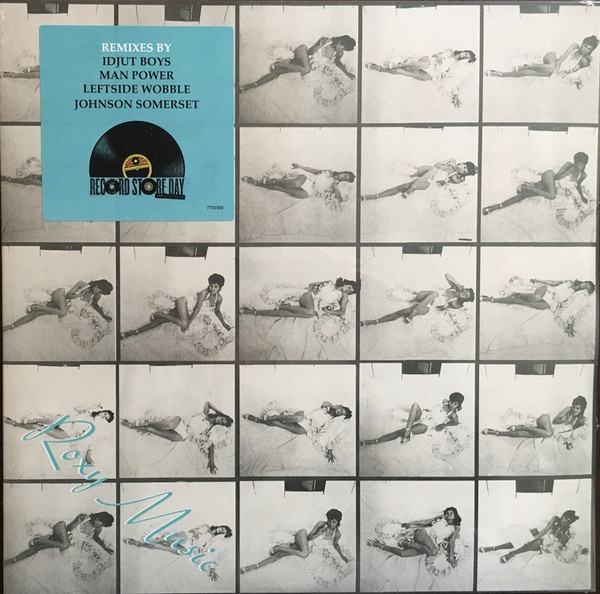 REMIXES BY
IDJUT BOYS
MAN POWER
LEFTSIDE WOBBLE
JOHNSON SOMERSET
RECORD STORE DAY
Roxy Music